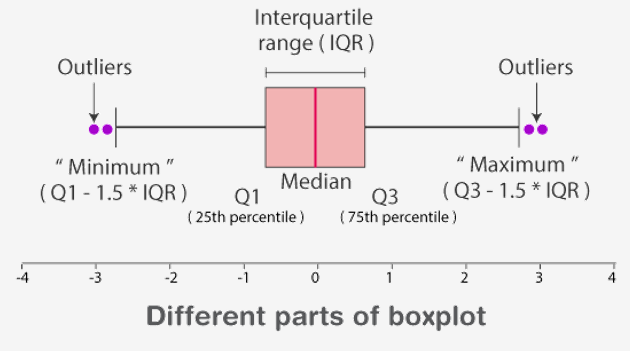 Interquartile
range ( IQR )
Outliers
Outliers
“ Minimum ”
( Q1 - 1.5 * IQR )
Median
“ Maximum ”
( Q3 - 1.5 * IQR )
Q1
( 25th percentile )
Q3
( 75th percentile )
-4 -3 -2 -1 0 1 2 3 4
Different parts of boxplot